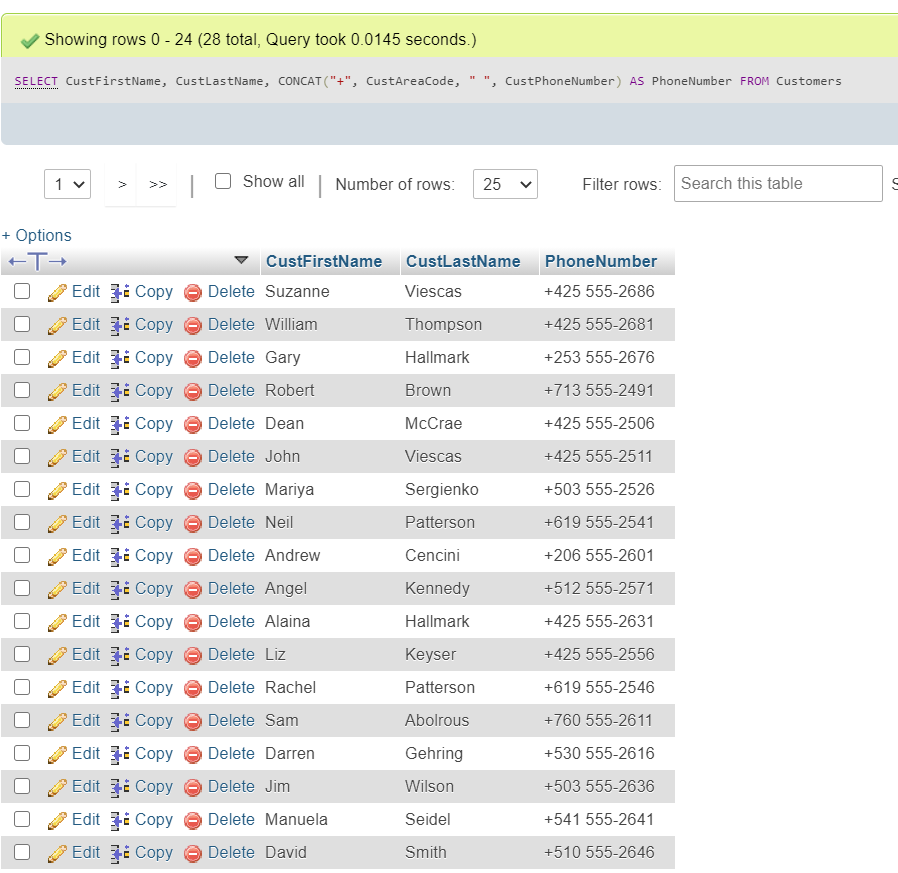 Showing rows 0 - 24 (28 total, Query took 0.0145 seconds.)
SELECT CustFirstName, CustLastName, CONCAT("+", CustAreaCode, " ", CustPhoneNumber) AS PhoneNumber FROM Customers
1 > >> | Show all | Number of rows: 25 Filter rows: Search this table S
+ Options
←T→ CustFirstName CustLastName PhoneNumber
Edit Copy Delete Suzanne Viescas +425 555-2686
Edit Copy Delete William Thompson +425 555-2681
Edit Copy Delete Gary Hallmark +253 555-2676
Edit Copy Delete Robert Brown +713 555-2491
Edit Copy Delete Dean McCrae +425 555-2506
Edit Copy Delete John Viescas +425 555-2511
Edit Copy Delete Mariya Sergienko +503 555-2526
Edit Copy Delete Neil Patterson +619 555-2541
Edit Copy Delete Andrew Cencini +206 555-2601
Edit Copy Delete Angel Kennedy +512 555-2571
Edit Copy Delete Alaina Hallmark +425 555-2631
Edit Copy Delete Liz Keyser +425 555-2556
Edit Copy Delete Rachel Patterson +619 555-2546
Edit Copy Delete Sam Abolrous +760 555-2611
Edit Copy Delete Darren Gehring +530 555-2616
Edit Copy Delete Jim Wilson +503 555-2636
Edit Copy Delete Manuela Seidel +541 555-2641
Edit Copy Delete David Smith +510 555-2646